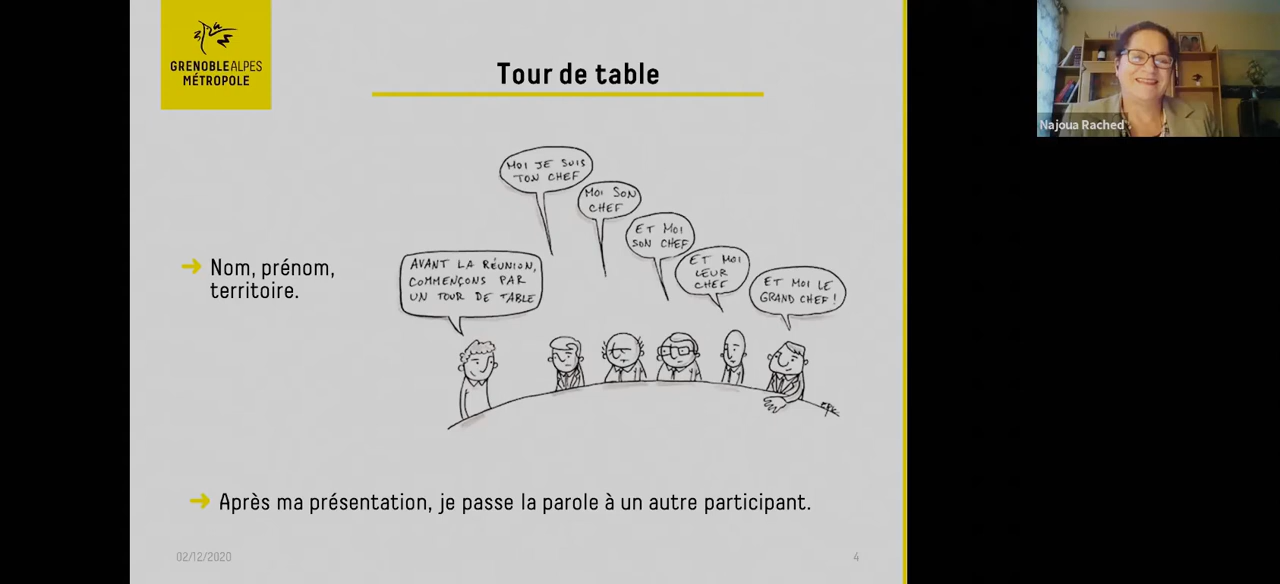 GRENOBLEALPES
MÉTROPOLE
Tour de table
MOI JE SUIS
TON CHEF
MOI SON
CHEF
ET MOI
SON CHEF
ET MOI
LEUR
CHEF
ET MOI LE
GRAND CHEF !
AVANT LA RÉUNION,
COMMENÇONS PAR
UN TOUR DE TABLE
➜ Nom, prénom,
territoire.
➜ Après ma présentation, je passe la parole à un autre participant.
02/12/2020
4
Najoua Rached